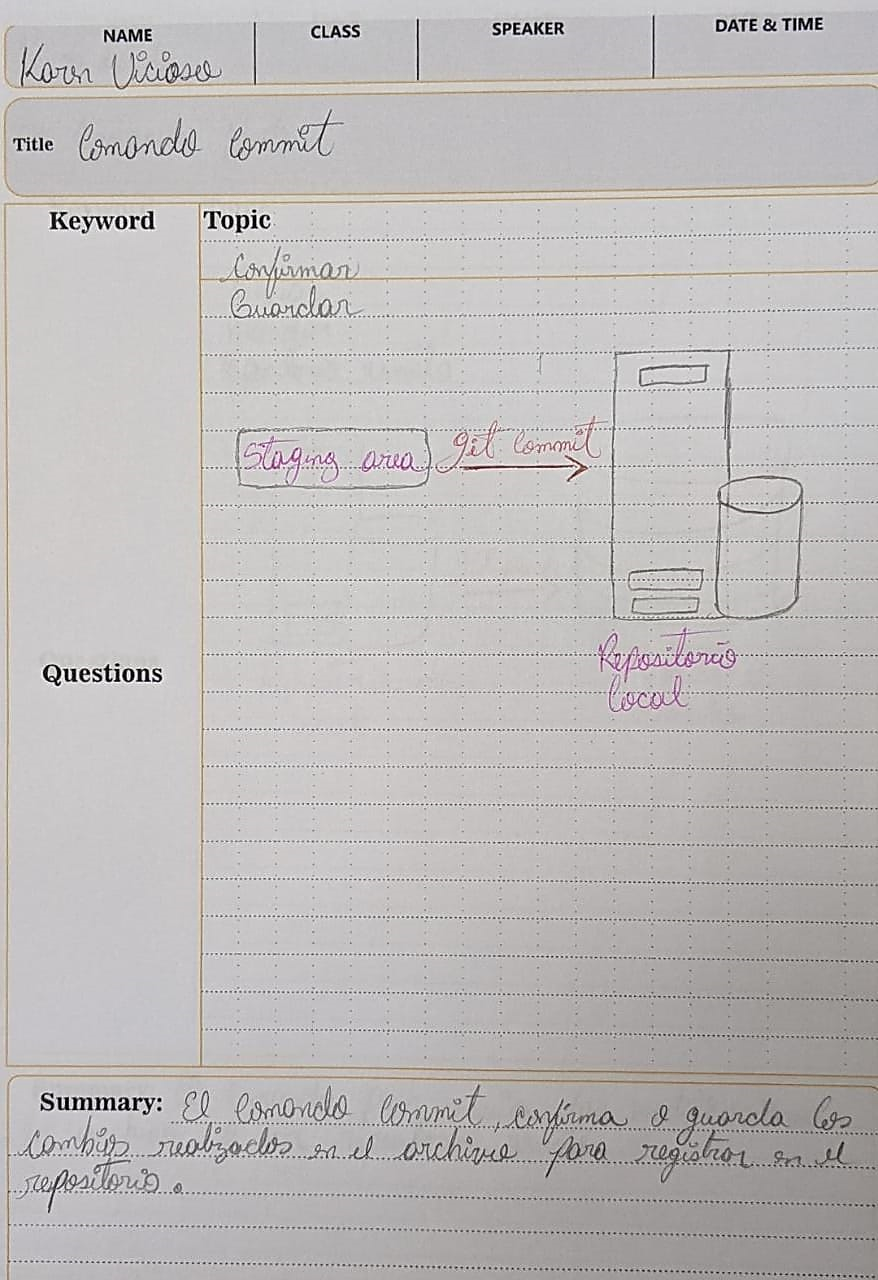 NAME
CLASS
SPEAKER
DATE & TIME
Karen Vicioso
Title Comando Commit
Keyword
Topic
Confirmar
Guardar
Staging area
git Commit
Repositorio
local
Questions
Summary: El Comando Commit, confirma o guarda los
Cambios realizados en el archivo para registrar en el
repositorio.